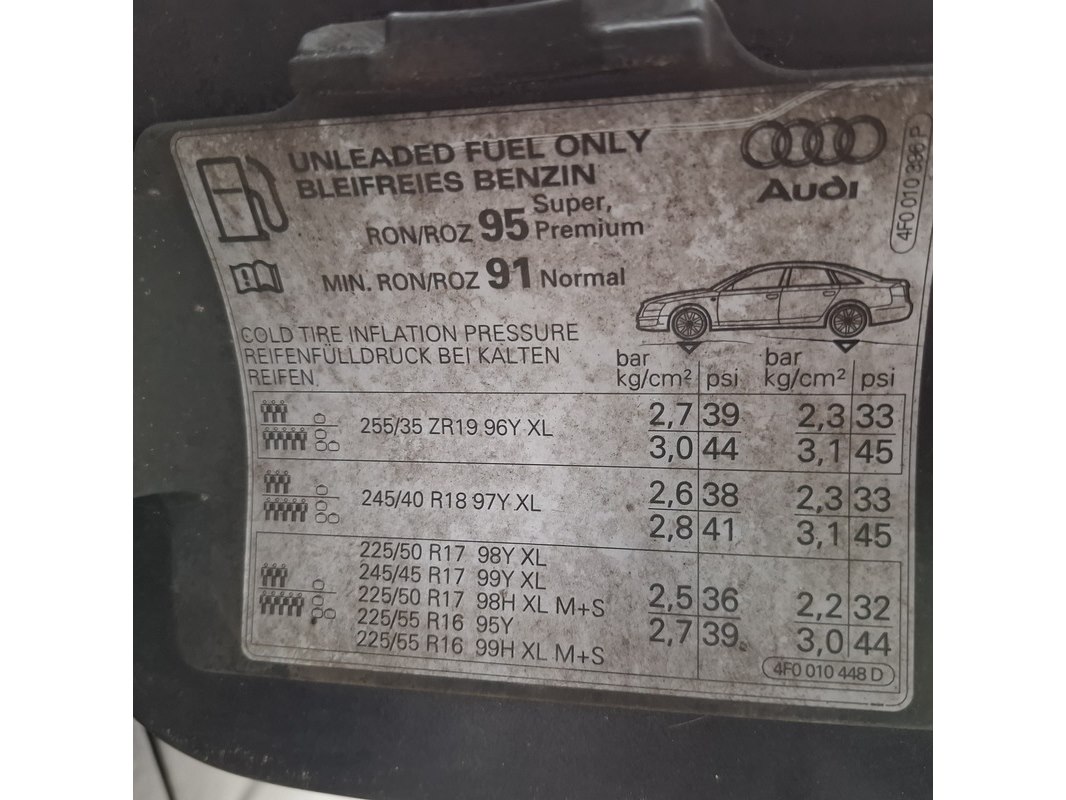 UNLEADED FUEL ONLY
BLEIFREIES BENZIN
RON/ROZ 95 Super, Premium
MIN. RON/ROZ 91 Normal
Audi
4F0 010 396 P
COLD TIRE INFLATION PRESSURE
REIFENFÜLLDRUCK BEI KALTEN
REIFEN.
bar kg/cm² psi bar kg/cm² psi
255/35 ZR19 96Y XL
2,7 39 2,3 33
3,0 44 3,1 45
245/40 R18 97Y XL
2,6 38 2,3 33
2,8 41 3,1 45
225/50 R17 98Y XL
245/45 R17 99Y XL
225/50 R17 98H XL M+S
225/55 R16 95Y
225/55 R16 99H XL M+S
2,5 36 2,2 32
2,7 39 3,0 44
4F0 010 448 D